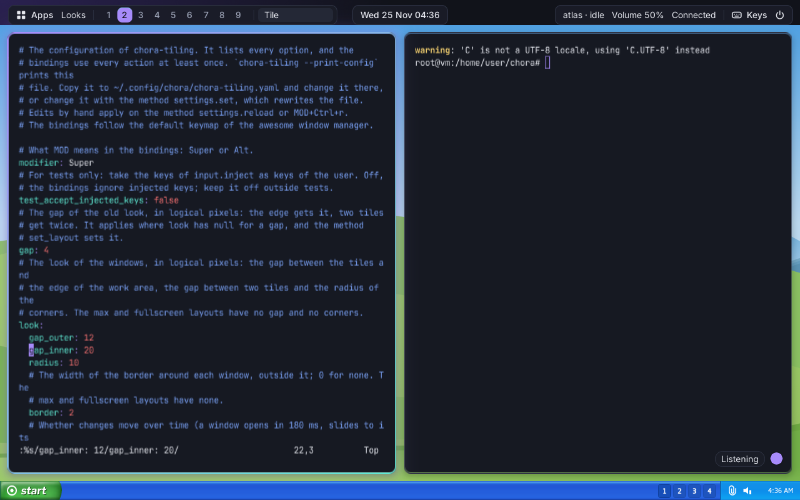 Apps Looks 1 2 3 4 5 6 7 8 9 Tile Wed 25 Nov 04:36 atlas · idle Volume 50% Connected Keys
# The configuration of chora-tiling. It lists every option, and the
# bindings use every action at least once. `chora-tiling --print-config`
prints this
# file. Copy it to ~/.config/chora/chora-tiling.yaml and change it there,
# or change it with the method settings.set, which rewrites the file.
# Edits by hand apply on the method settings.reload or MOD+Ctrl+r.
# The bindings follow the default keymap of the awesome window manager.
# What MOD means in the bindings: Super or Alt.
modifier: Super
# For tests only: take the keys of input.inject as keys of the user. Off,
# the bindings ignore injected keys; keep it off outside tests.
test_accept_injected_keys: false
# The gap of the old look, in logical pixels: the edge gets it, two tiles
# get twice. It applies where look has null for a gap, and the method
# set_layout sets it.
gap: 4
# The look of the windows, in logical pixels: the gap between the tiles a
nd
# the edge of the work area, the gap between two tiles and the radius of
the
# corners. The max and fullscreen layouts have no gap and no corners.
look:
gap_outer: 12
gap_inner: 20
radius: 10
# The width of the border around each window, outside it; 0 for none. T
he
# max and fullscreen layouts have none.
border: 2
# Whether changes move over time (a window opens in 180 ms, slides to i
ts
:%s/gap_inner: 12/gap_inner: 20/ 22,3 Top
warning: 'C' is not a UTF-8 locale, using 'C.UTF-8' instead
root@vm:/home/user/chora#
Listening
start 1 2 3 4 4:36 AM